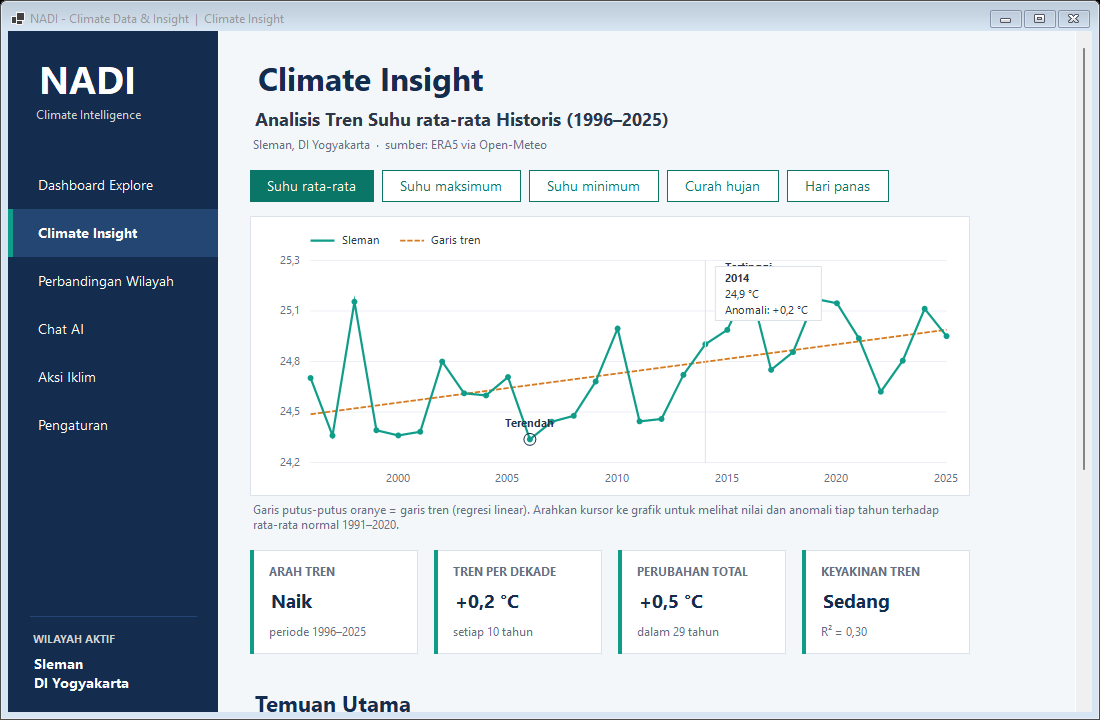 NADI - Climate Data & Insight | Climate Insight
NADI
Climate Intelligence
Dashboard Explore
Climate Insight
Perbandingan Wilayah
Chat AI
Aksi Iklim
Pengaturan
WILAYAH AKTIF
Sleman
DI Yogyakarta
Climate Insight
Analisis Tren Suhu rata-rata Historis (1996–2025)
Sleman, DI Yogyakarta · sumber: ERA5 via Open-Meteo
Suhu rata-rata
Suhu maksimum
Suhu minimum
Curah hujan
Hari panas
Sleman
Garis tren
25,3
25,1
24,8
24,5
24,2
Tertinggi
2014
24,9 °C
Anomali: +0,2 °C
Terendah
2000
2005
2010
2015
2020
2025
Garis putus-putus oranye = garis tren (regresi linear). Arahkan kursor ke grafik untuk melihat nilai dan anomali tiap tahun terhadap
rata-rata normal 1991–2020.
ARAH TREN
Naik
periode 1996–2025
TREN PER DEKADE
+0,2 °C
setiap 10 tahun
PERUBAHAN TOTAL
+0,5 °C
dalam 29 tahun
KEYAKINAN TREN
Sedang
R² = 0,30
Temuan Utama